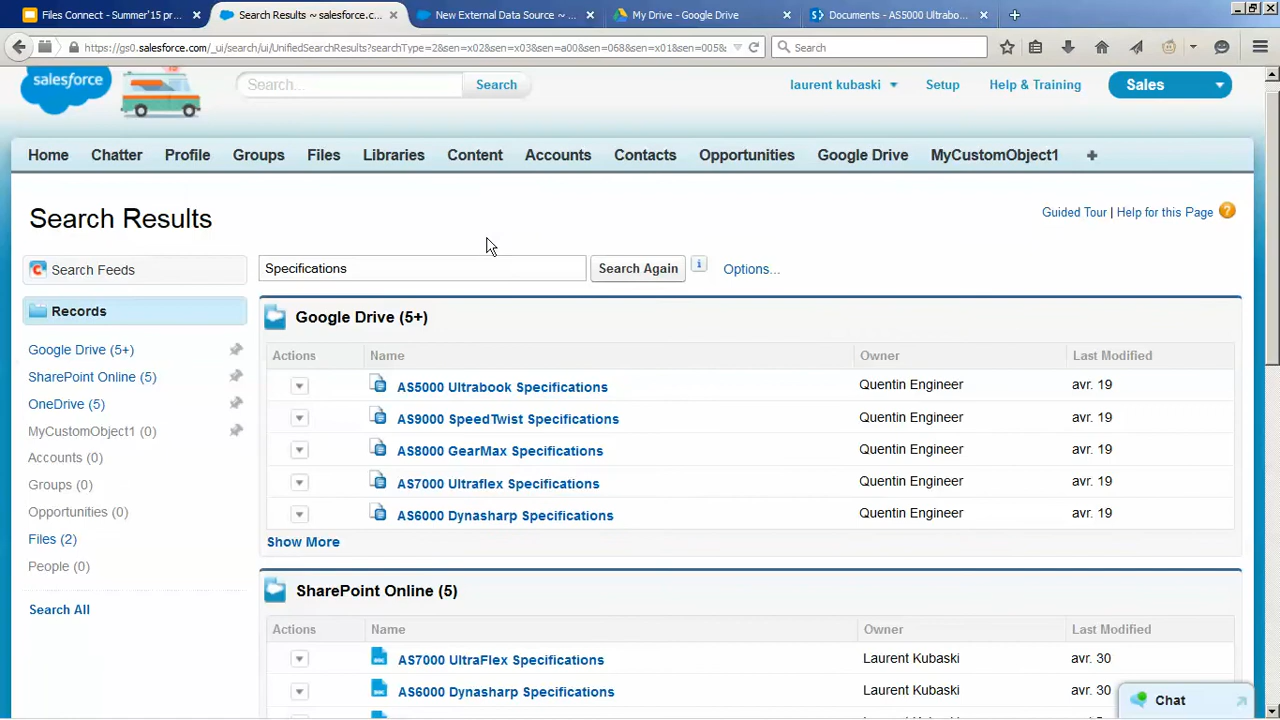 Files Connect - Summer'15 pr... ×
Search Results ~ salesforce.c... ×
New External Data Source ~ ... ×
My Drive - Google Drive ×
Documents - AS5000 Ultrabo... ×
https://gs0.salesforce.com/_ui/search/ui/UnifiedSearchResults?searchType=2&sen=x02&sen=x03&sen=a00&sen=068&sen=x01&sen=005&s
Search
salesforce
Search...
Search
laurent kubaski
Setup
Help & Training
Sales
Home Chatter Profile Groups Files Libraries Content Accounts Contacts Opportunities Google Drive MyCustomObject1 +
Search Results
Guided Tour | Help for this Page ?
Search Feeds
Specifications
Search Again
i
Options...
Records
Google Drive (5+)
SharePoint Online (5)
OneDrive (5)
MyCustomObject1 (0)
Accounts (0)
Groups (0)
Opportunities (0)
Files (2)
People (0)
Search All
Google Drive (5+)
Actions Name Owner Last Modified
AS5000 Ultrabook Specifications Quentin Engineer avr. 19
AS9000 SpeedTwist Specifications Quentin Engineer avr. 19
AS8000 GearMax Specifications Quentin Engineer avr. 19
AS7000 Ultraflex Specifications Quentin Engineer avr. 19
AS6000 Dynasharp Specifications Quentin Engineer avr. 19
Show More
SharePoint Online (5)
Actions Name Owner Last Modified
AS7000 UltraFlex Specifications Laurent Kubaski avr. 30
AS6000 Dynasharp Specifications Laurent Kubaski avr. 30
Chat